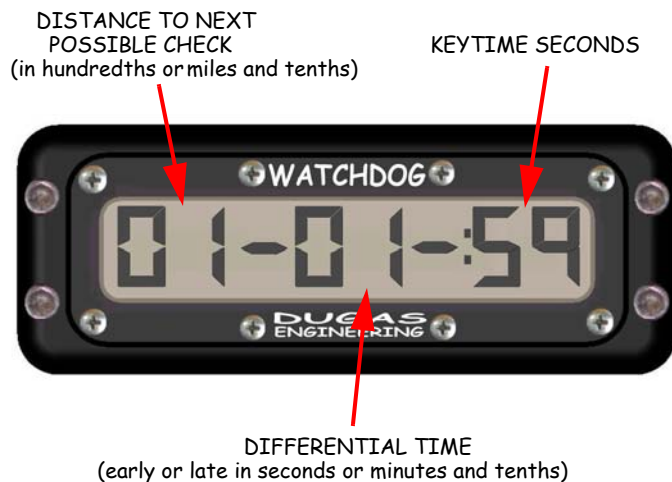 DISTANCE TO NEXT
POSSIBLE CHECK
(in hundredths or miles and tenths)
KEYTIME SECONDS
WATCHDOG
01-01-:59
DUGAS
ENGINEERING
DIFFERENTIAL TIME
(early or late in seconds or minutes and tenths)